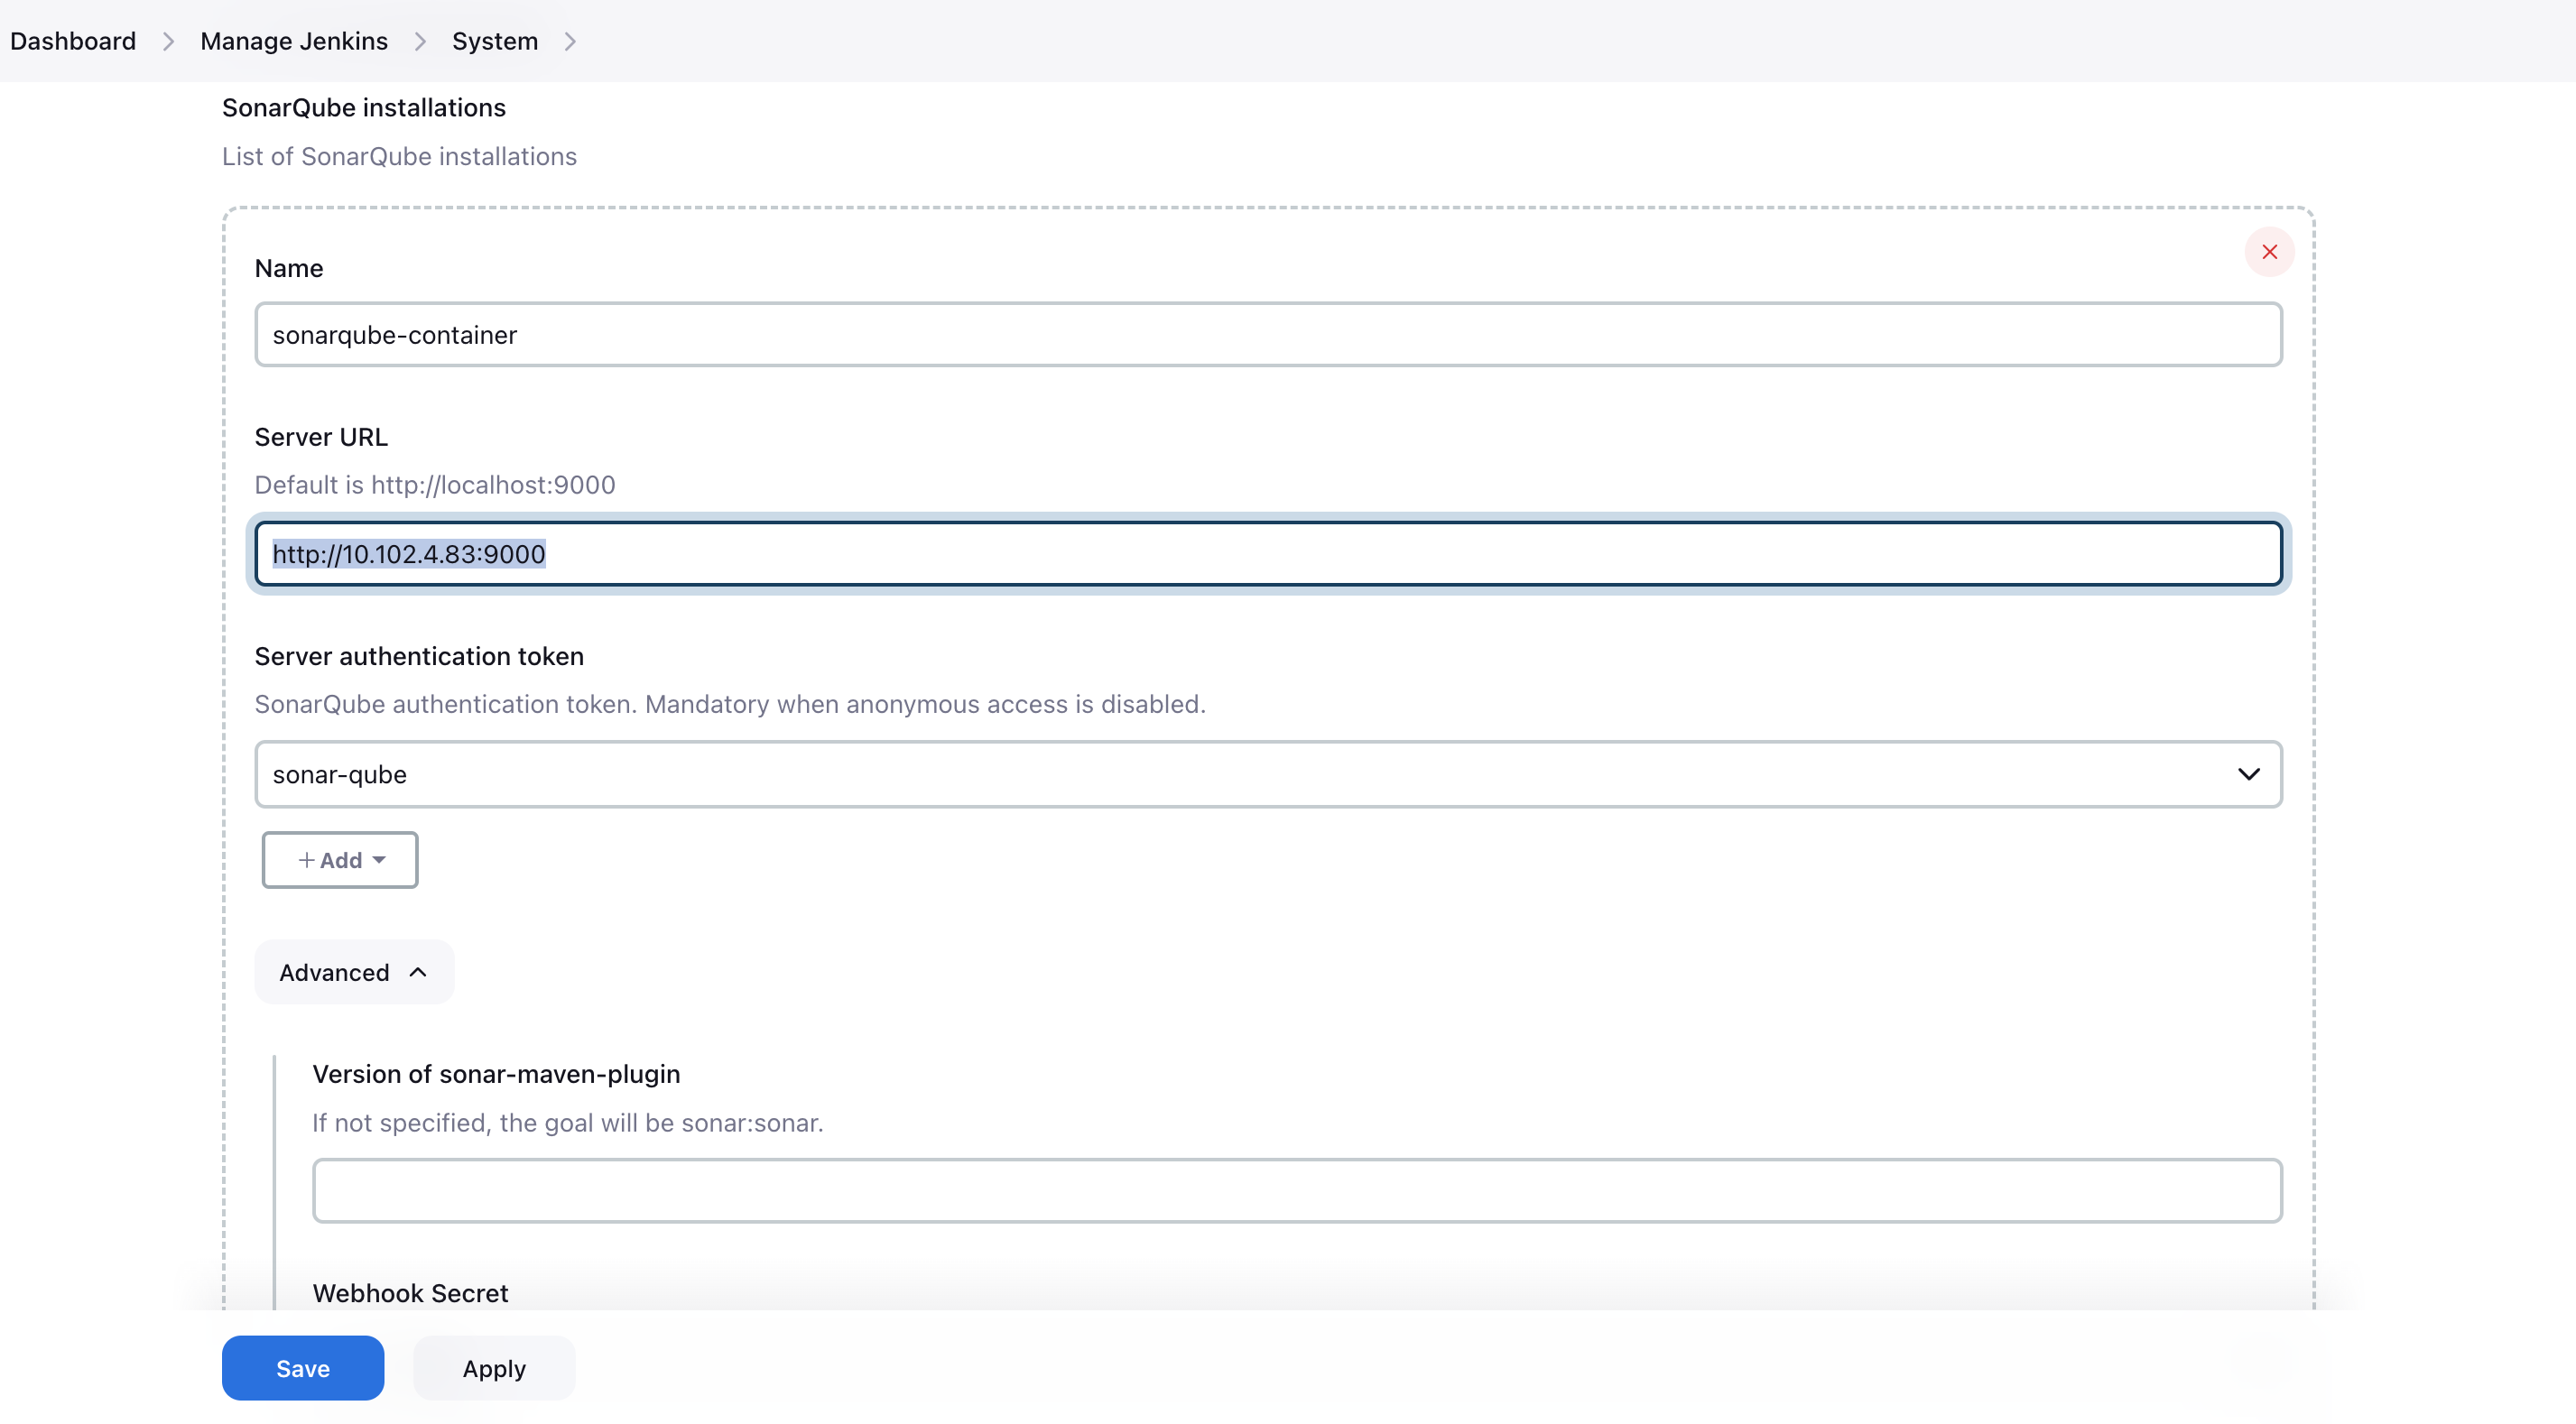 Dashboard > Manage Jenkins > System >
SonarQube installations
List of SonarQube installations
Name
sonarqube-container
Server URL
Default is http://localhost:9000
http://10.102.4.83:9000
Server authentication token
SonarQube authentication token. Mandatory when anonymous access is disabled.
sonar-qube
+ Add
Advanced
Version of sonar-maven-plugin
If not specified, the goal will be sonar:sonar.
Webhook Secret
Save Apply